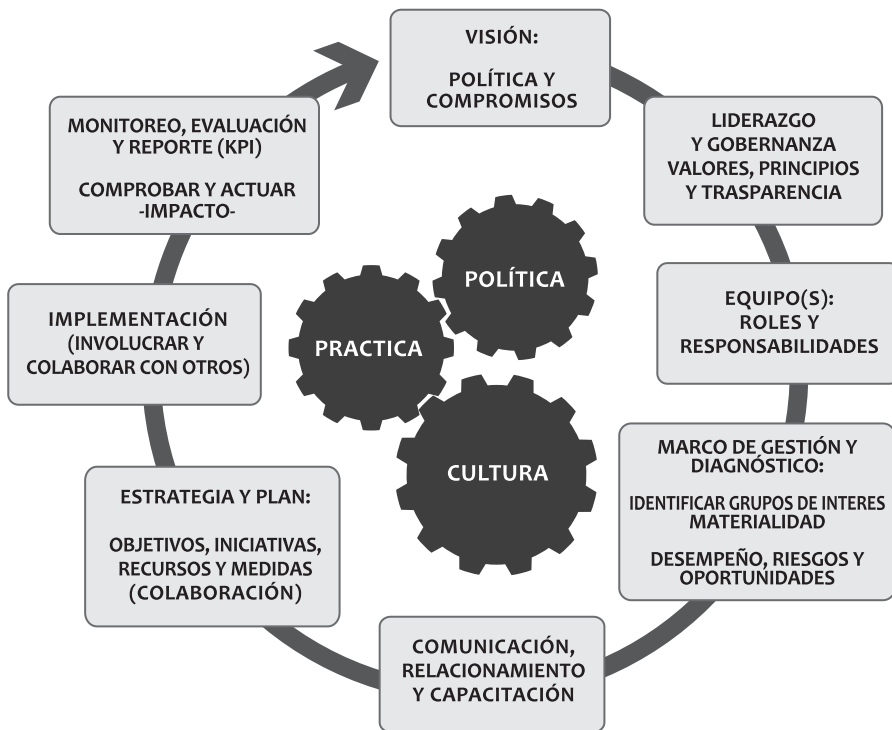 VISIÓN:
POLÍTICA Y
COMPROMISOS
LIDERAZGO
Y GOBERNANZA
VALORES, PRINCIPIOS
Y TRASPARENCIA
EQUIPO(S):
ROLES Y
RESPONSABILIDADES
MARCO DE GESTIÓN Y
DIAGNÓSTICO:
IDENTIFICAR GRUPOS DE INTERES
MATERIALIDAD
DESEMPEÑO, RIESGOS Y
OPORTUNIDADES
COMUNICACIÓN,
RELACIONAMIENTO
Y CAPACITACIÓN
ESTRATEGIA Y PLAN:
OBJETIVOS, INICIATIVAS,
RECURSOS Y MEDIDAS
(COLABORACIÓN)
IMPLEMENTACIÓN
(INVOLUCRAR Y
COLABORAR CON OTROS)
MONITOREO, EVALUACIÓN
Y REPORTE (KPI)
COMPROBAR Y ACTUAR
-IMPACTO-
POLÍTICA
PRACTICA
CULTURA